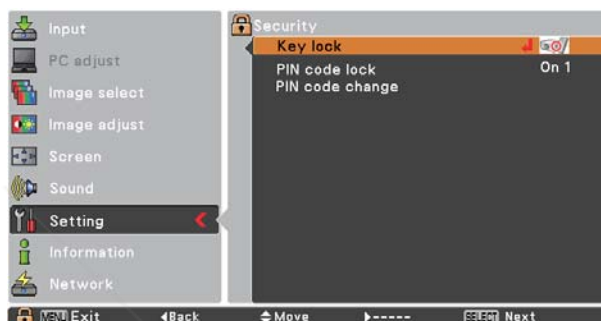 Input
PC adjust
Image select
Image adjust
Screen
Sound
Setting
Information
Network
Security
Key lock
PIN code lock On 1
PIN code change
MENU Exit Back Move ----- SELECT Next